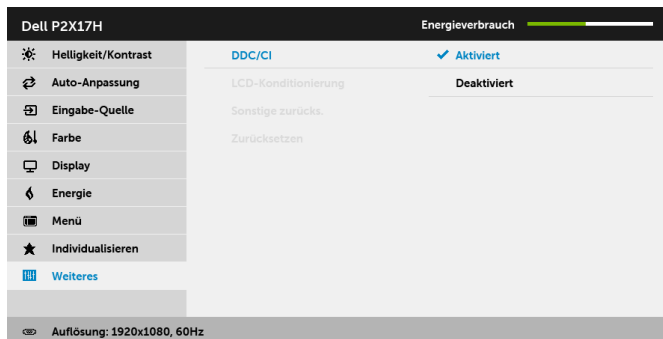 Dell P2X17H Energieverbrauch
Helligkeit/Kontrast DDC/CI Aktiviert
Auto-Anpassung LCD-Konditionierung Deaktiviert
Eingabe-Quelle Sonstige zurücks.
Farbe Zurücksetzen
Display
Energie
Menü
Individualisieren
Weiteres
Auflösung: 1920x1080, 60Hz